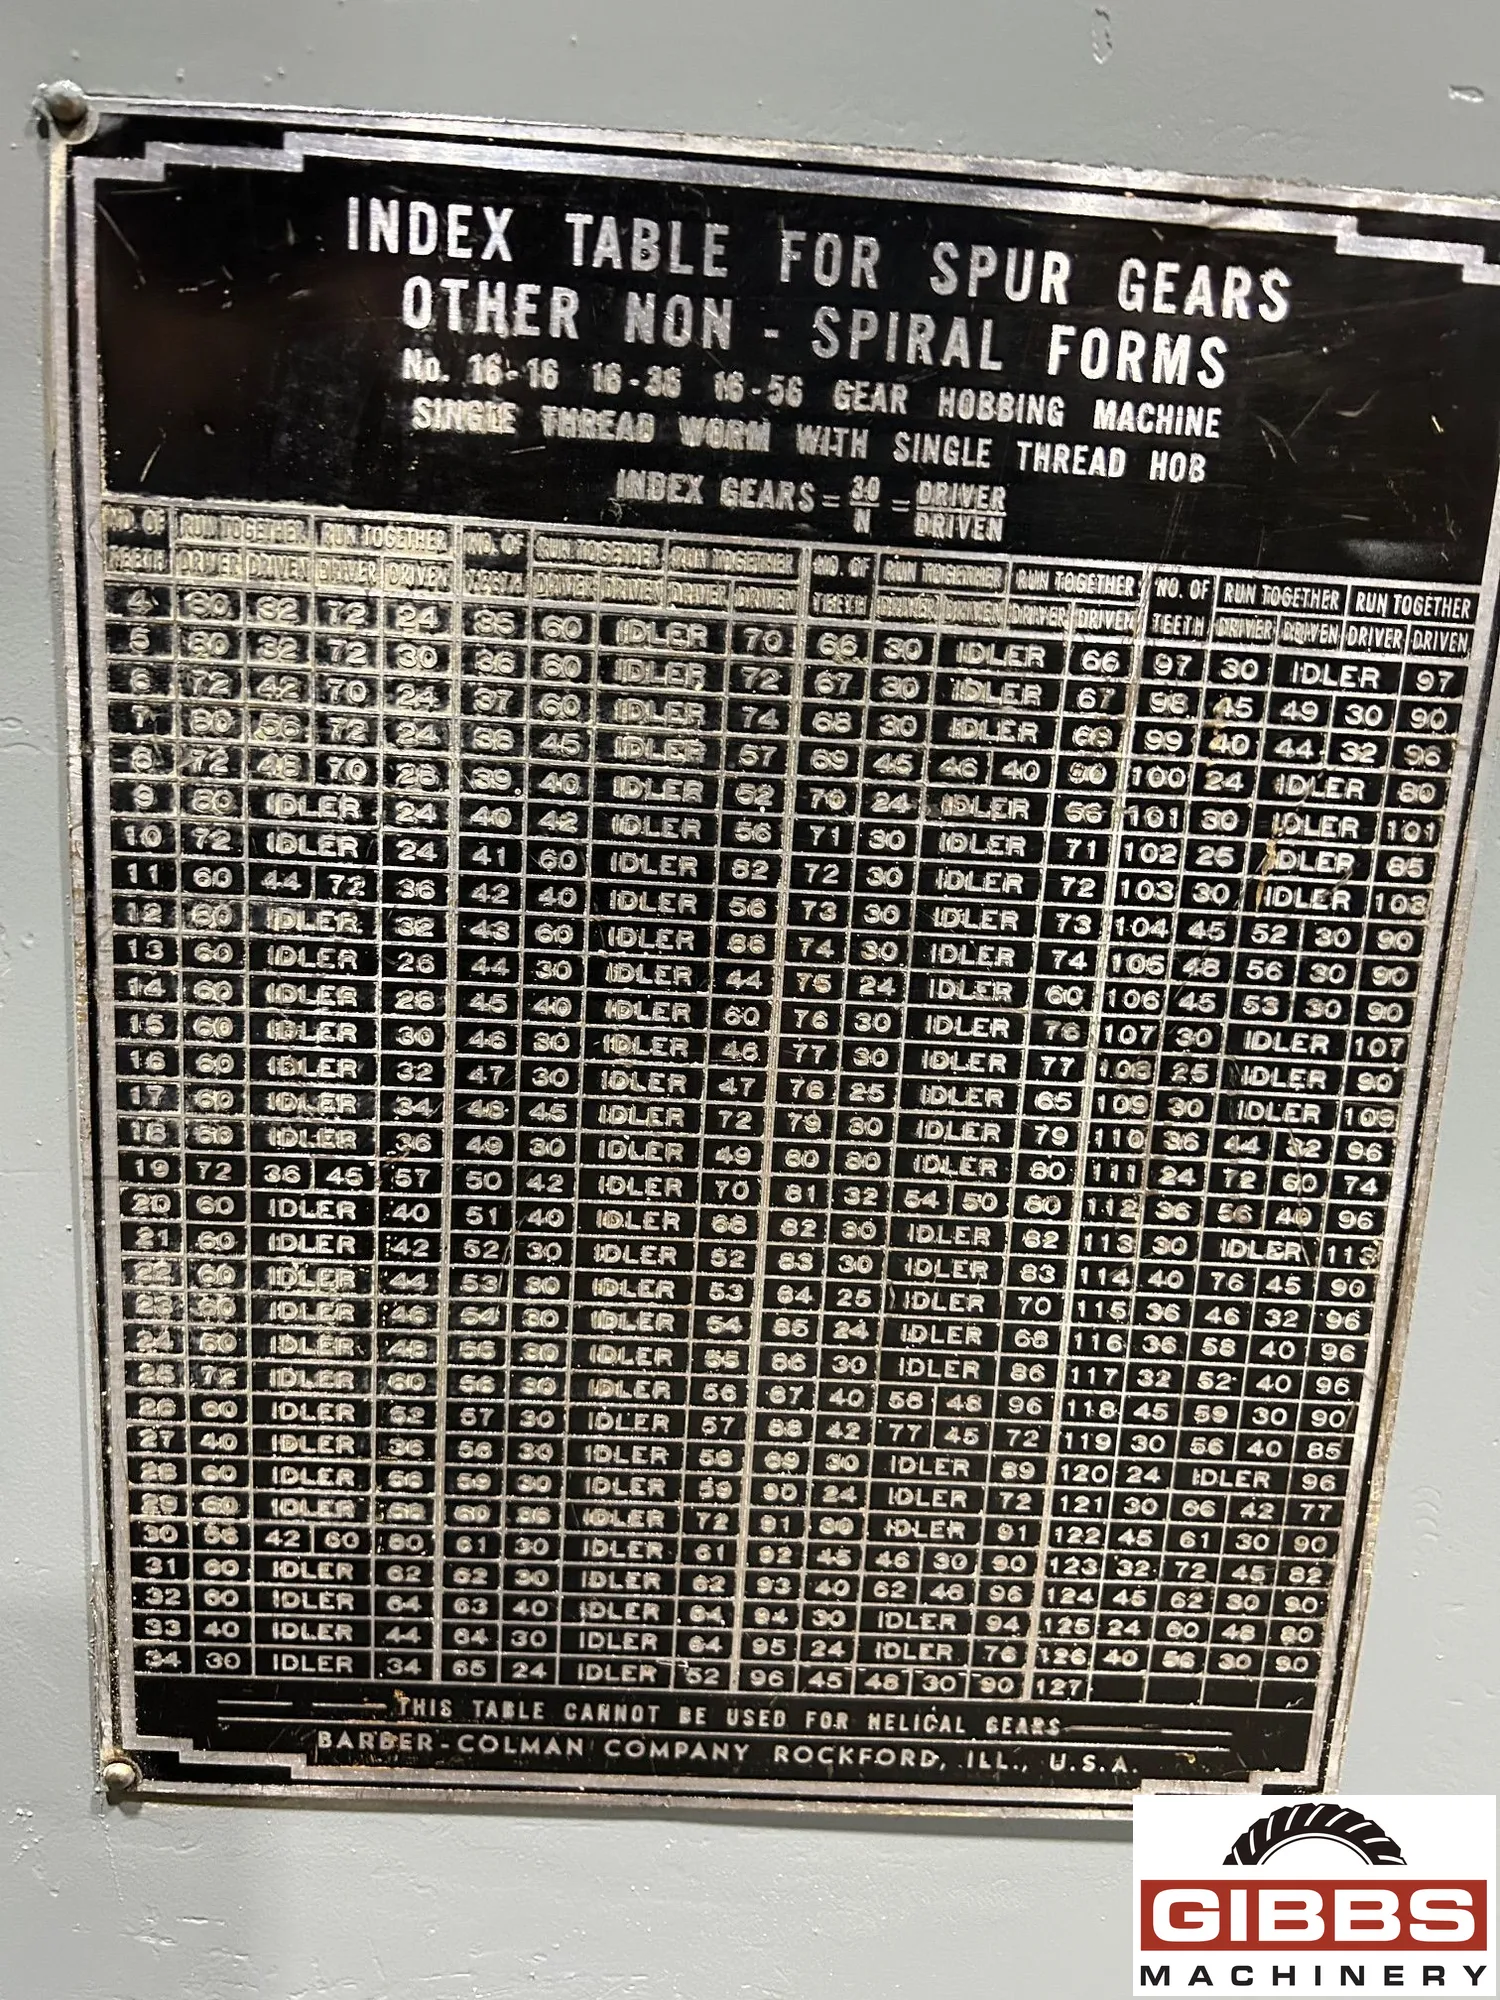 INDEX TABLE FOR SPUR GEARS
OTHER NON - SPIRAL FORMS
No. 16-16 16-36 16-56 GEAR HOBBING MACHINE
SINGLE THREAD WORM WITH SINGLE THREAD HOB
INDEX GEARS = 30/N = DRIVER/DRIVEN
NO. OF TEETH RUN TOGETHER RUN TOGETHER NO. OF TEETH RUN TOGETHER RUN TOGETHER NO. OF TEETH RUN TOGETHER RUN TOGETHER NO. OF TEETH RUN TOGETHER RUN TOGETHER
DRIVER DRIVEN DRIVER DRIVEN DRIVER DRIVEN DRIVER DRIVEN DRIVER DRIVEN DRIVER DRIVEN DRIVER DRIVEN DRIVER DRIVEN
4 80 32 72 24 35 60 IDLER 70 66 30 IDLER 66 97 30 IDLER 97
5 80 32 72 30 36 60 IDLER 72 67 30 IDLER 67 98 45 49 30 90
6 72 42 70 24 37 60 IDLER 74 68 30 IDLER 68 99 40 44 32 96
7 80 56 72 24 38 45 IDLER 57 69 45 46 40 90 100 24 IDLER 80
8 72 48 70 28 39 40 IDLER 52 70 24 IDLER 56 101 30 IDLER 101
9 80 IDLER 24 40 42 IDLER 56 71 30 IDLER 71 102 25 IDLER 85
10 72 IDLER 24 41 60 IDLER 82 72 30 IDLER 72 103 30 IDLER 103
11 60 44 72 36 42 40 IDLER 56 73 30 IDLER 73 104 45 52 30 90
12 80 IDLER 32 43 60 IDLER 86 74 30 IDLER 74 105 48 56 30 90
13 60 IDLER 26 44 30 IDLER 44 75 24 IDLER 60 106 45 53 30 90
14 60 IDLER 28 45 40 IDLER 60 76 30 IDLER 76 107 30 IDLER 107
15 60 IDLER 30 46 30 IDLER 46 77 30 IDLER 77 108 25 IDLER 90
16 60 IDLER 32 47 30 IDLER 47 78 25 IDLER 65 109 30 IDLER 109
17 60 IDLER 34 48 45 IDLER 72 79 30 IDLER 79 110 36 44 32 96
18 60 IDLER 36 49 30 IDLER 49 80 30 IDLER 80 111 24 72 60 74
19 72 36 45 57 50 42 IDLER 70 81 32 54 50 80 112 36 56 40 96
20 60 IDLER 40 51 40 IDLER 68 82 30 IDLER 82 113 30 IDLER 113
21 60 IDLER 42 52 30 IDLER 52 83 30 IDLER 83 114 40 76 45 90
22 60 IDLER 44 53 30 IDLER 53 84 25 IDLER 70 115 36 46 32 96
23 60 IDLER 46 54 30 IDLER 54 85 24 IDLER 68 116 36 58 40 96
24 60 IDLER 48 55 30 IDLER 55 86 30 IDLER 86 117 32 52 40 96
25 72 IDLER 60 56 30 IDLER 56 87 40 58 48 96 118 45 59 30 90
26 60 IDLER 52 57 30 IDLER 57 88 42 77 45 72 119 30 56 40 85
27 40 IDLER 36 58 30 IDLER 58 89 30 IDLER 89 120 24 IDLER 96
28 60 IDLER 56 59 30 IDLER 59 90 24 IDLER 72 121 30 66 42 77
29 60 IDLER 58 60 36 IDLER 72 91 30 IDLER 91 122 45 61 30 90
30 56 42 60 80 61 30 IDLER 61 92 45 46 30 90 123 32 72 45 82
31 60 IDLER 62 62 30 IDLER 62 93 40 62 48 96 124 45 62 30 90
32 60 IDLER 64 63 40 IDLER 84 94 30 IDLER 94 125 24 60 48 80
33 40 IDLER 44 64 30 IDLER 64 95 24 IDLER 76 126 40 56 30 90
34 30 IDLER 34 65 24 IDLER 52 96 45 48 30 90 127
THIS TABLE CANNOT BE USED FOR HELICAL GEARS
BARBER-COLMAN COMPANY ROCKFORD, ILL., U.S.A.
GIBBS
MACHINERY